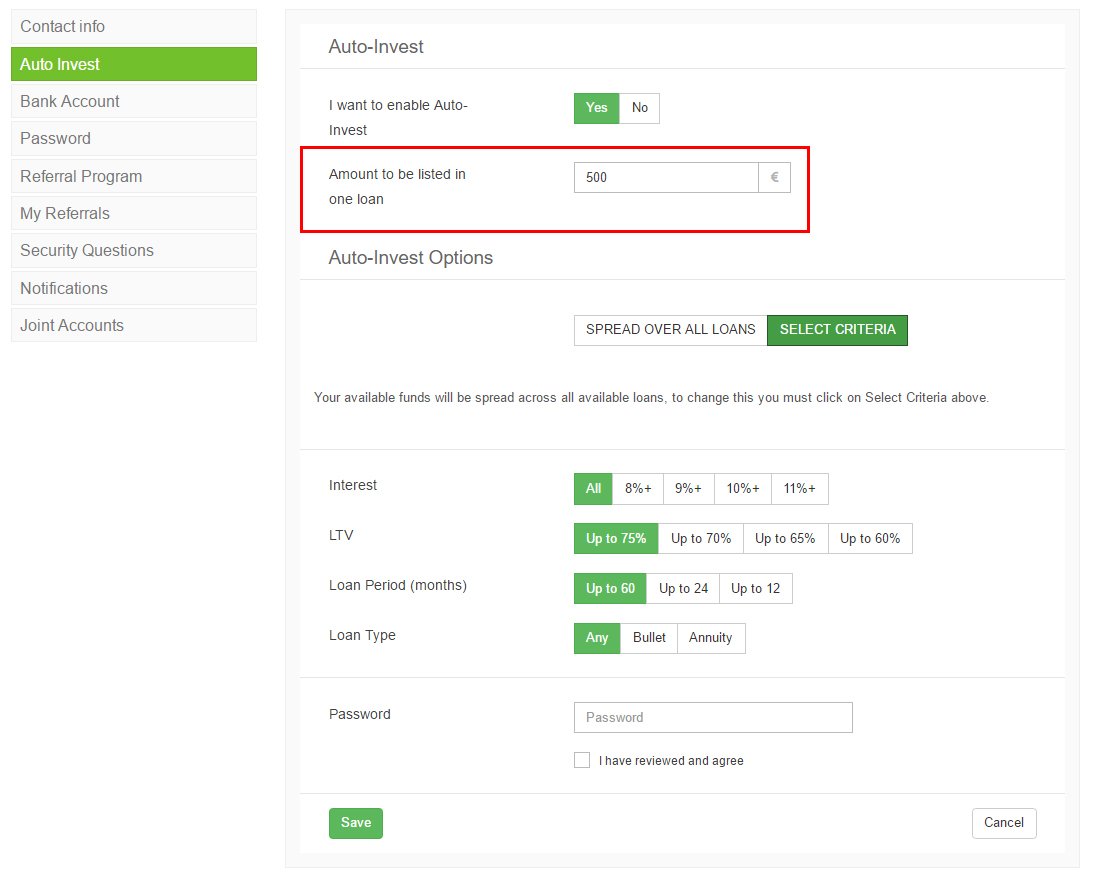 Contact info
Auto Invest
Bank Account
Password
Referral Program
My Referrals
Security Questions
Notifications
Joint Accounts
Auto-Invest
I want to enable Auto-
Invest
Yes No
Amount to be listed in
one loan
500 €
Auto-Invest Options
SPREAD OVER ALL LOANS SELECT CRITERIA
Your available funds will be spread across all available loans, to change this you must click on Select Criteria above.
Interest All 8%+ 9%+ 10%+ 11%+
LTV Up to 75% Up to 70% Up to 65% Up to 60%
Loan Period (months) Up to 60 Up to 24 Up to 12
Loan Type Any Bullet Annuity
Password Password
I have reviewed and agree
Save Cancel